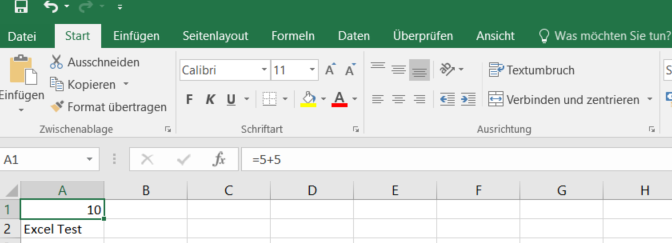 Datei Start Einfügen Seitenlayout Formeln Daten Überprüfen Ansicht Was möchten Sie tun?
Ausschneiden
Kopieren
Format übertragen
Einfügen
Zwischenablage
Calibri 11 A A
F K U A
Schriftart
Textumbruch
Verbinden und zentrieren
Ausrichtung
A1 fx =5+5
A B C D E F G H
1 10
2 Excel Test